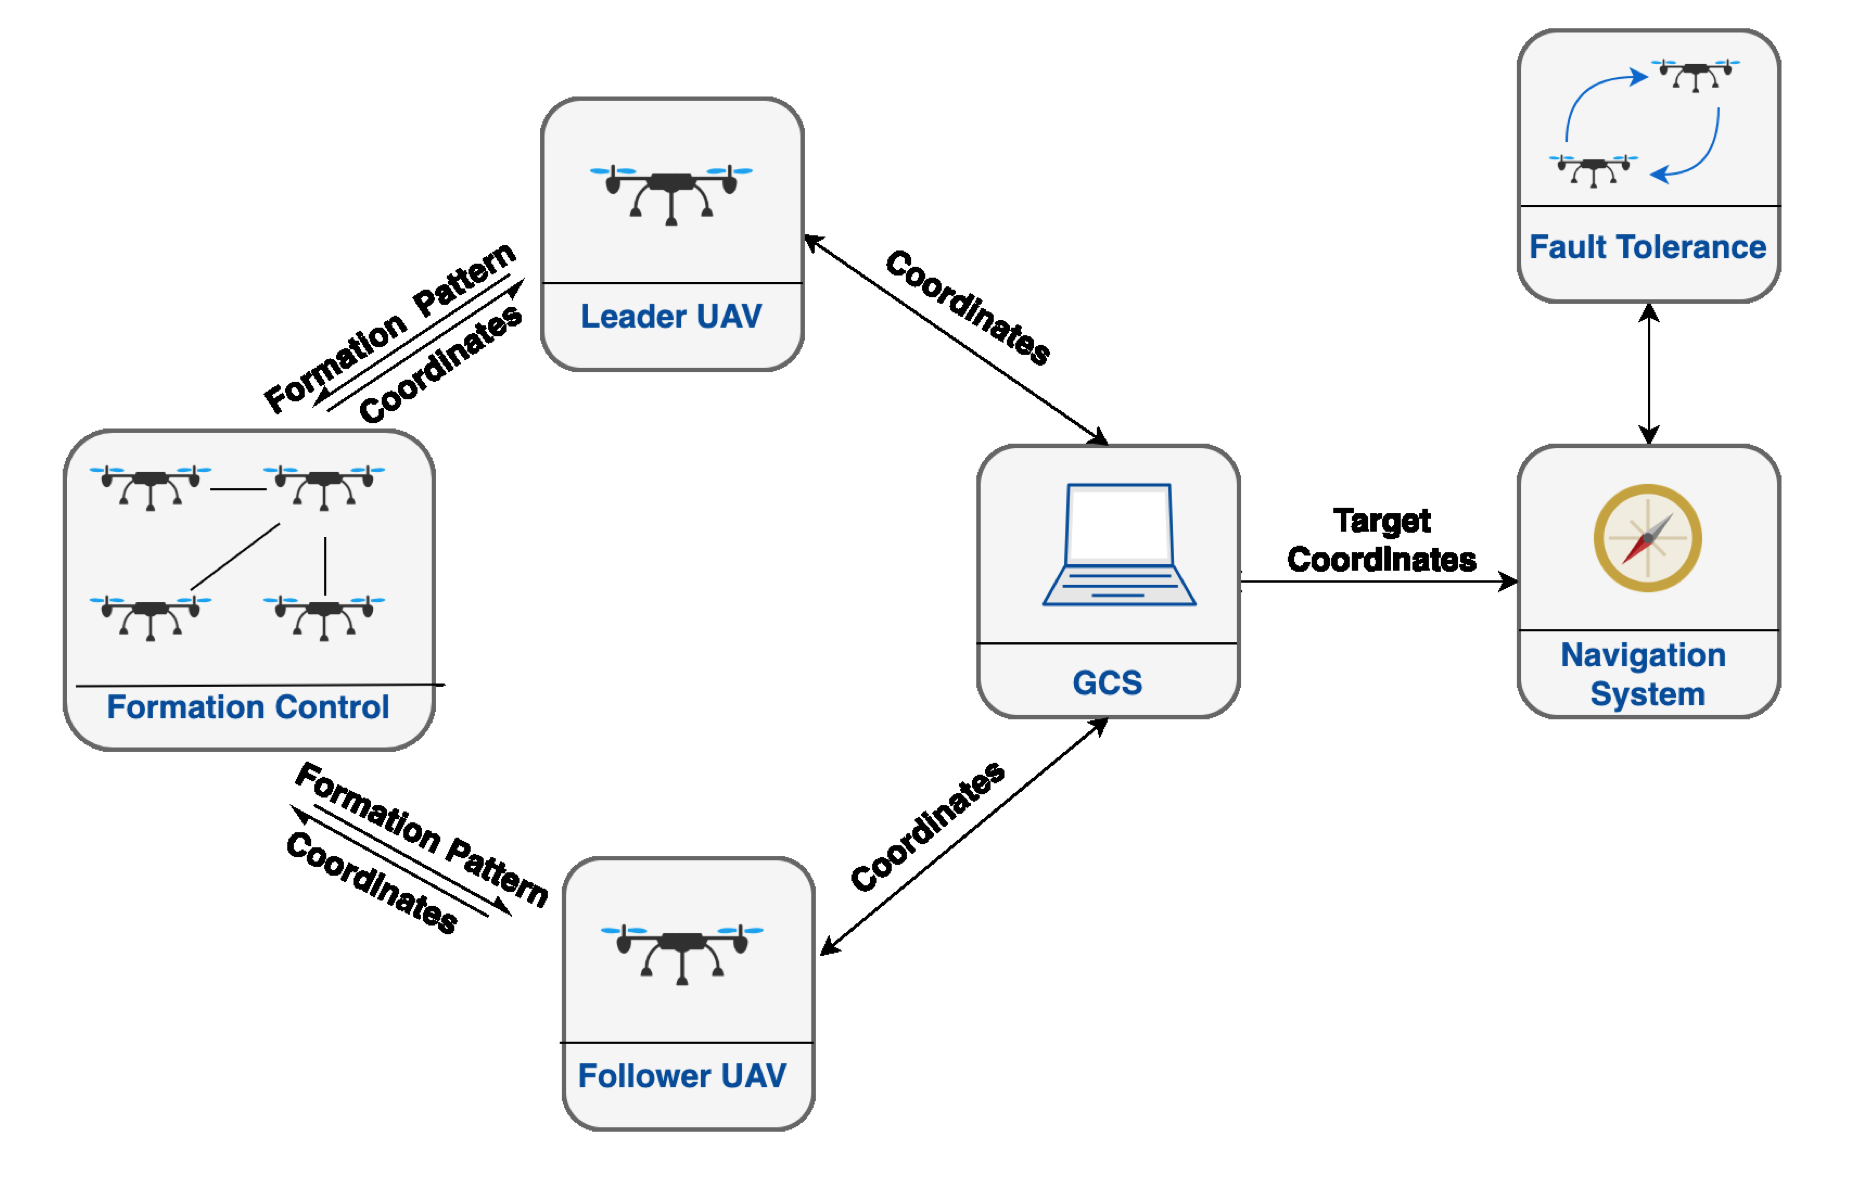 Fault Tolerance
Leader UAV
Formation Pattern
Coordinates
Coordinates
Target
Coordinates
Formation Control
GCS
Navigation
System
Formation Pattern
Coordinates
Coordinates
Follower UAV